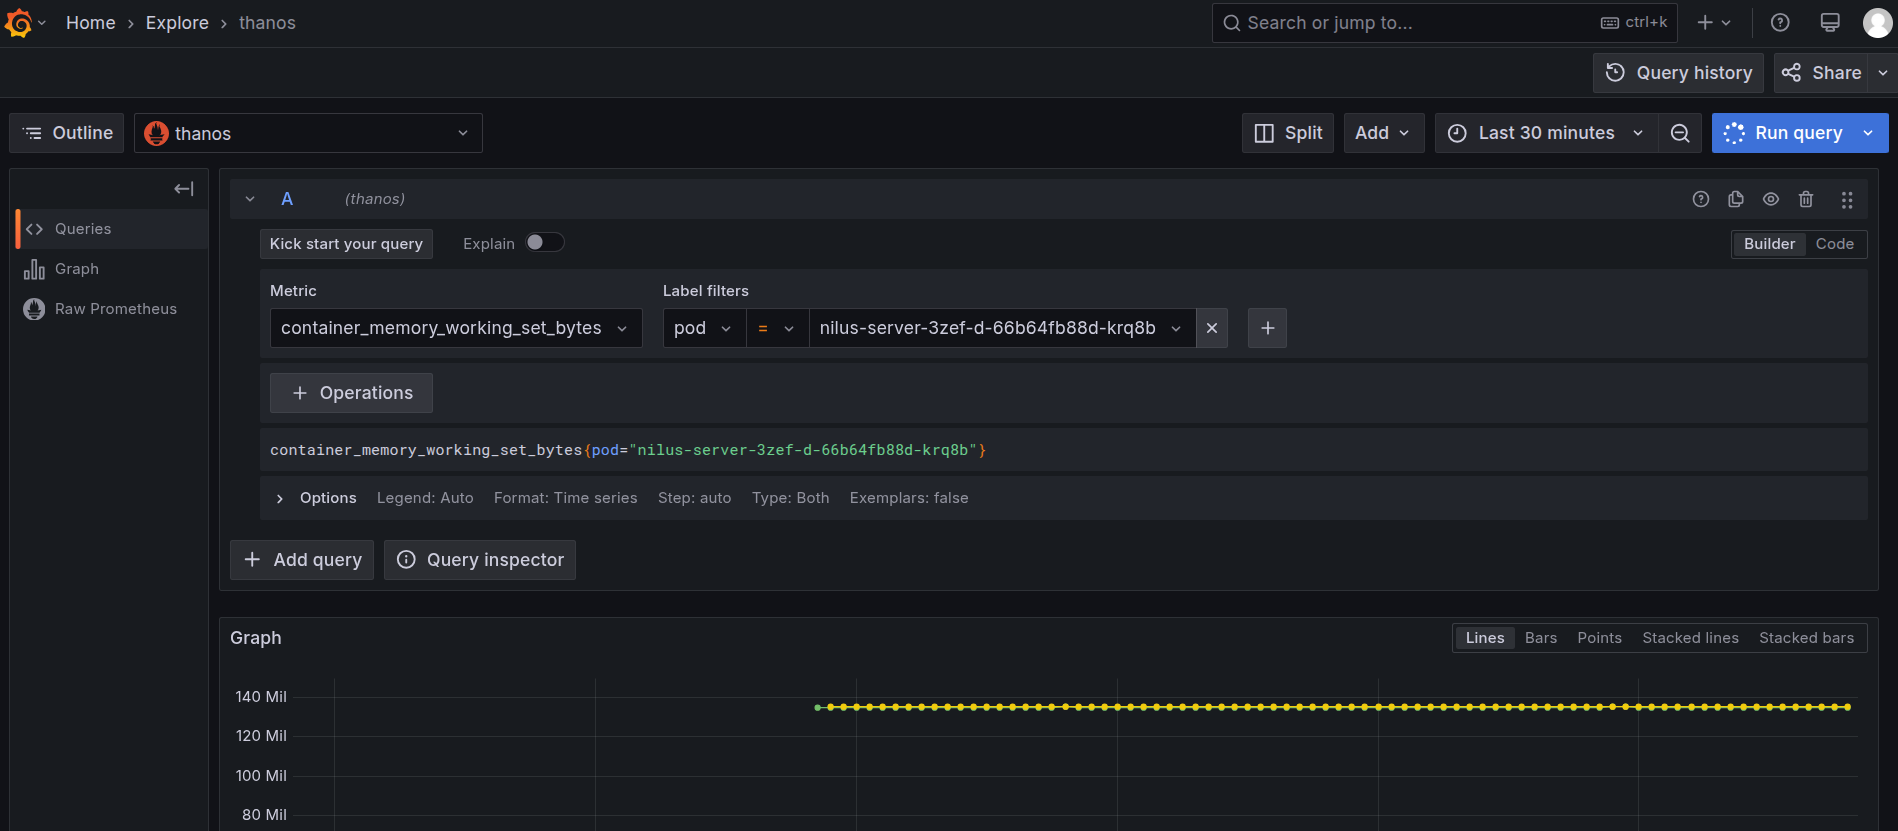 Home › Explore › thanos
Search or jump to... ctrl+k
Query history Share
Outline thanos Split Add Last 30 minutes Run query
Queries
Graph
Raw Prometheus
A (thanos)
Kick start your query Explain Builder Code
Metric Label filters
container_memory_working_set_bytes pod = nilus-server-3zef-d-66b64fb88d-krq8b
+ Operations
container_memory_working_set_bytes{pod="nilus-server-3zef-d-66b64fb88d-krq8b"}
Options Legend: Auto Format: Time series Step: auto Type: Both Exemplars: false
+ Add query Query inspector
Graph Lines Bars Points Stacked lines Stacked bars
140 Mil
120 Mil
100 Mil
80 Mil